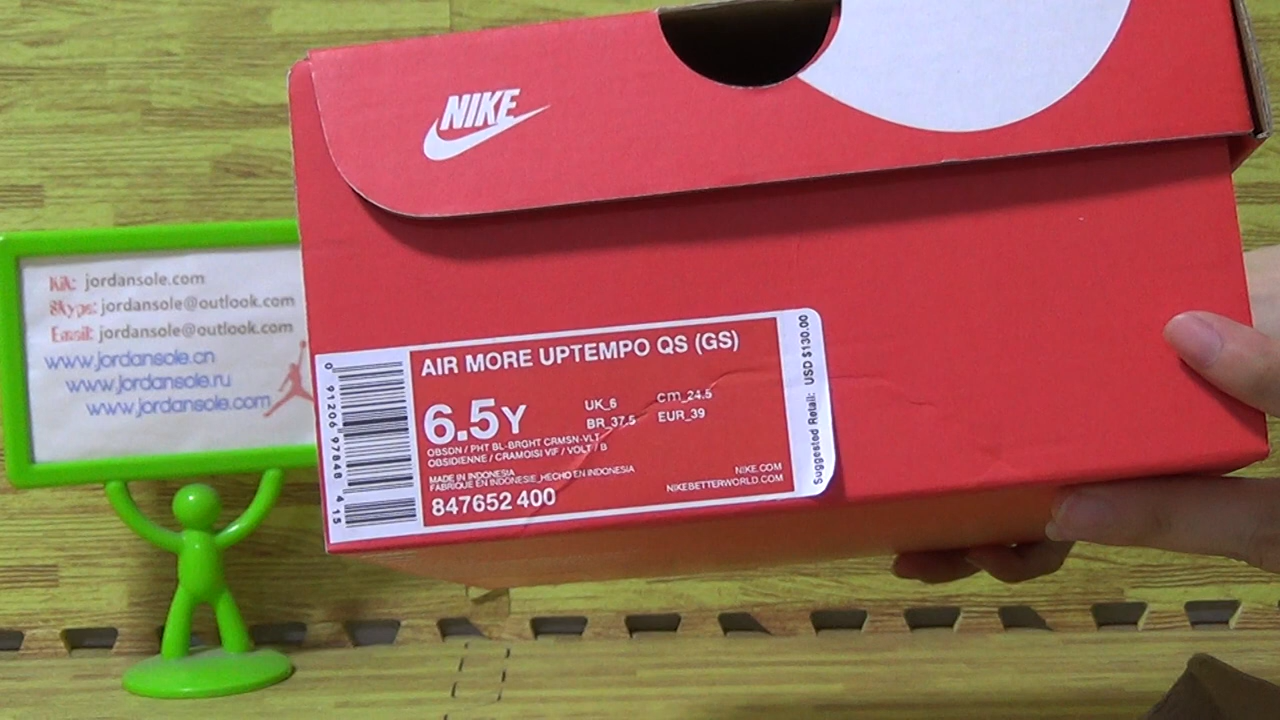 NIKE
Kik: jordansole.com
Skype: jordansole@outlook.com
Email: jordansole@outlook.com
www.jordansole.cn
www.jordansole.ru
www.jordansole.com
AIR MORE UPTEMPO QS (GS)
6.5Y
UK_6 cm_24.5
BR_37.5 EUR_39
OBSDN / PHT BL-BRGHT CRMSN-VLT
OBSIDIENNE / CRAMOISI VIF / VOLT / B
MADE IN INDONESIA
FABRIQUE EN INDONESIE_HECHO EN INDONESIA
847652 400
NIKE.COM
NIKEBETTERWORLD.COM
Suggested Retail: USD $130.00
0 91206 97848 4 15